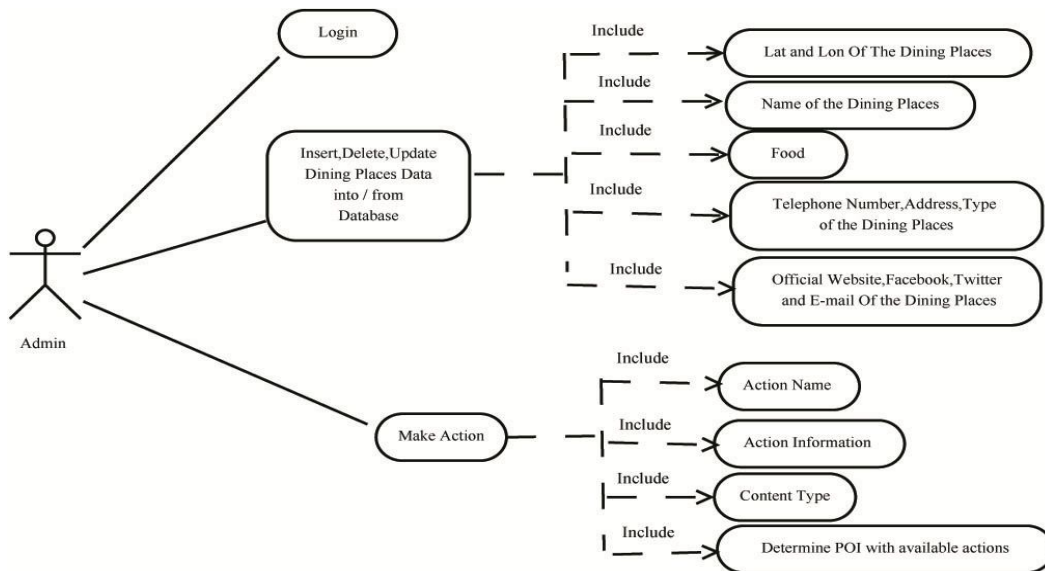 Login
Insert,Delete,Update
Dining Places Data
into / from
Database
Admin
Make Action
Include
Lat and Lon Of The Dining Places
Include
Name of the Dining Places
Include
Food
Include
Telephone Number,Address,Type
of the Dining Places
Include
Official Website,Facebook,Twitter
and E-mail Of the Dining Places
Include
Action Name
Include
Action Information
Include
Content Type
Include
Determine POI with available actions